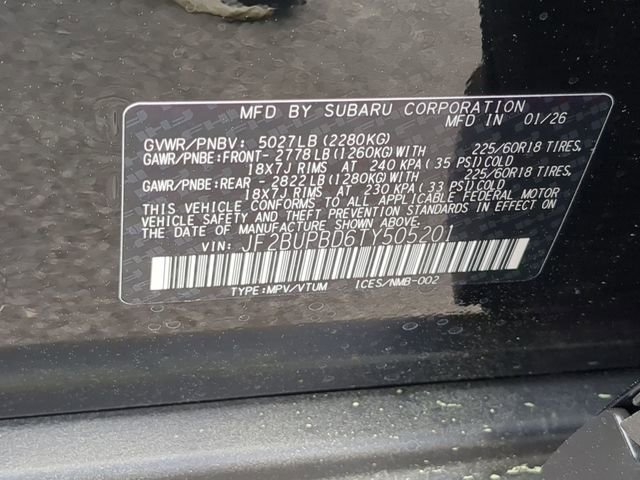 MFD BY SUBARU CORPORATION
MFD IN 01/26
GVWR/PNBV: 5027LB(2280KG)
GAWR/PNBE:FRONT- 2778LB(1260KG)WITH 225/60R18 TIRES,
18X7J RIMS AT 240 KPA(35 PSI)COLD
GAWR/PNBE:REAR - 2822LB(1280KG)WITH 225/60R18 TIRES,
18X7J RIMS AT 230 KPA(33 PSI)COLD
THIS VEHICLE CONFORMS TO ALL APPLICABLE FEDERAL MOTOR
VEHICLE SAFETY AND THEFT PREVENTION STANDARDS IN EFFECT ON
THE DATE OF MANUFACTURE SHOWN ABOVE.
VIN: JF2BUPBD6TY505201
TYPE:MPV/VTUM ICES/NMB-002